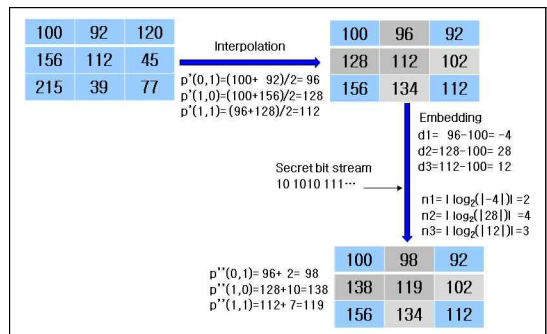 100 92 120
156 112 45
215 39 77
Interpolation
p'(0,1)=(100+ 92)/2= 96
p'(1,0)=(100+156)/2=128
p'(1,1)=(96+128)/2=112
100 96 92
128 112 102
156 134 112
Embedding
d1= 96-100= -4
d2=128-100= 28
d3=112-100= 12
Secret bit stream
10 1010 111···
n1=⌊log₂(|-4|)⌋=2
n2=⌊log₂(|28|)⌋=4
n3=⌊log₂(|12|)⌋=3
p''(0,1)= 96+ 2= 98
p''(1,0)=128+10=138
p''(1,1)=112+ 7=119
100 98 92
138 119 102
156 134 112